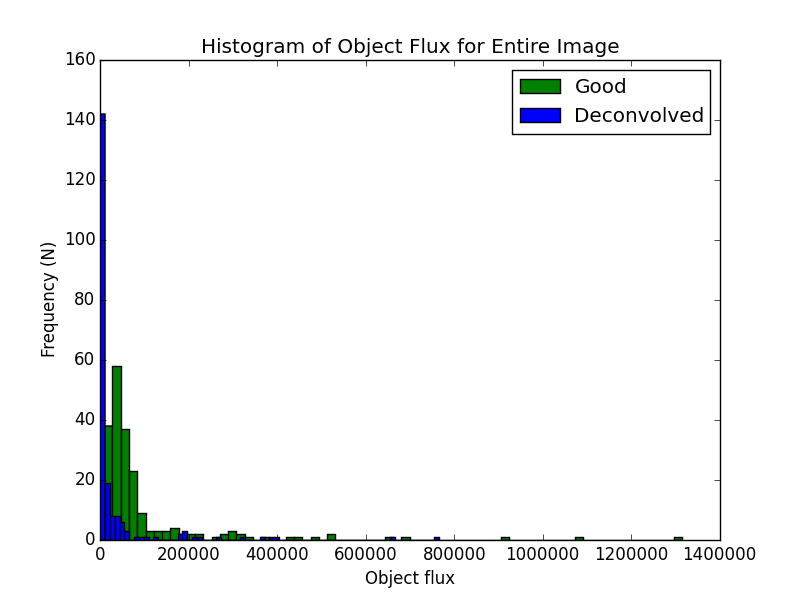 Histogram of Object Flux for Entire Image
160
140
120
100
80
60
40
20
0
Frequency (N)
Good
Deconvolved
0 200000 400000 600000 800000 1000000 1200000 1400000
Object flux